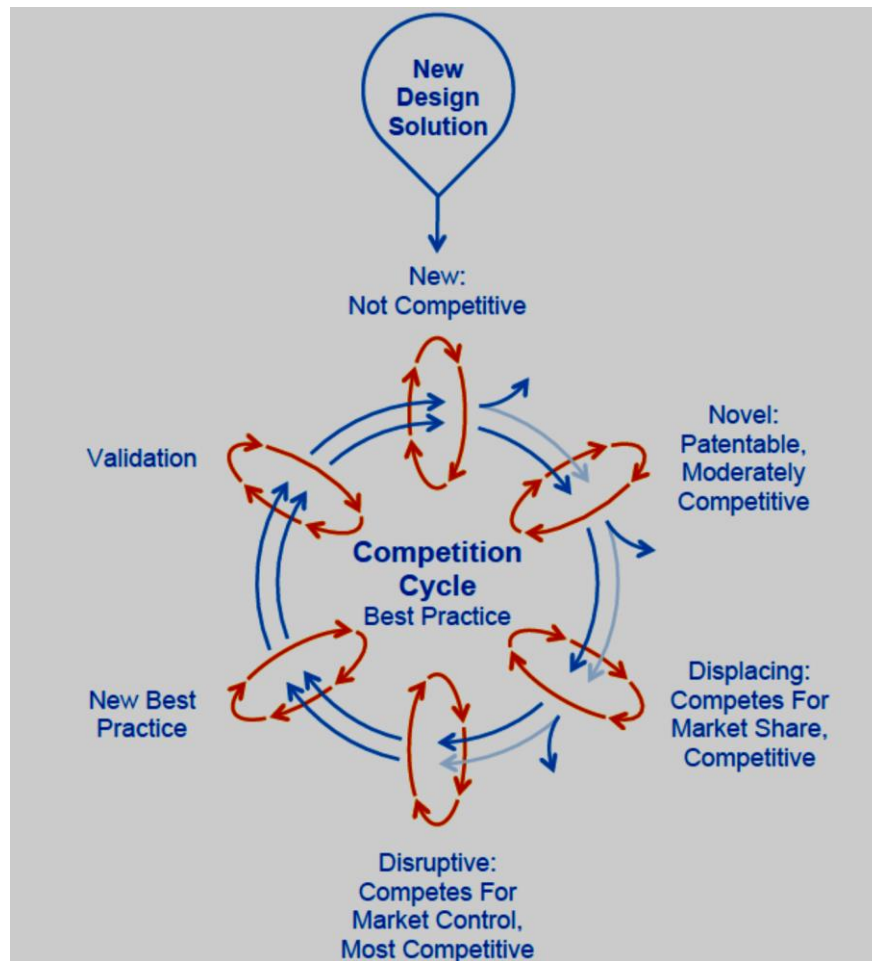 New
Design
Solution
New:
Not Competitive
Novel:
Patentable,
Moderately
Competitive
Validation
Competition
Cycle
Best Practice
New Best
Practice
Displacing:
Competes For
Market Share,
Competitive
Disruptive:
Competes For
Market Control,
Most Competitive